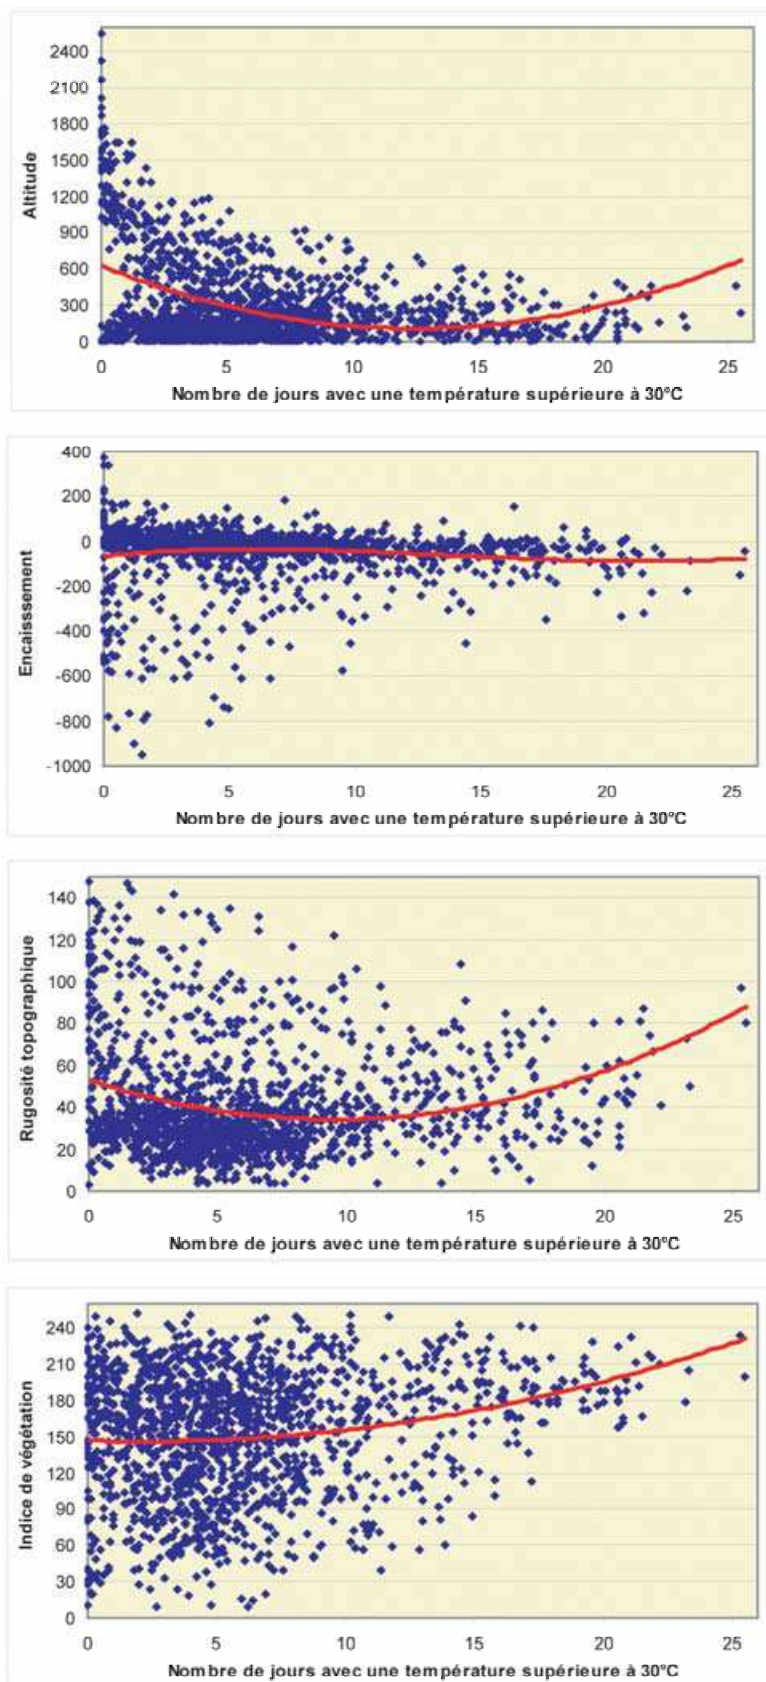 2400
2100
1800
1500
1200
900
600
300
0
Altitude
0 5 10 15 20 25
Nombre de jours avec une température supérieure à 30°C
400
200
0
-200
-400
-600
-800
-1000
Encaisssement
0 5 10 15 20 25
Nombre de jours avec une température supérieure à 30°C
140
120
100
80
60
40
20
0
Rugosité topographique
0 5 10 15 20 25
Nombre de jours avec une température supérieure à 30°C
240
210
180
150
120
90
60
30
0
Indice de végétation
0 5 10 15 20 25
Nombre de jours avec une température supérieure à 30°C